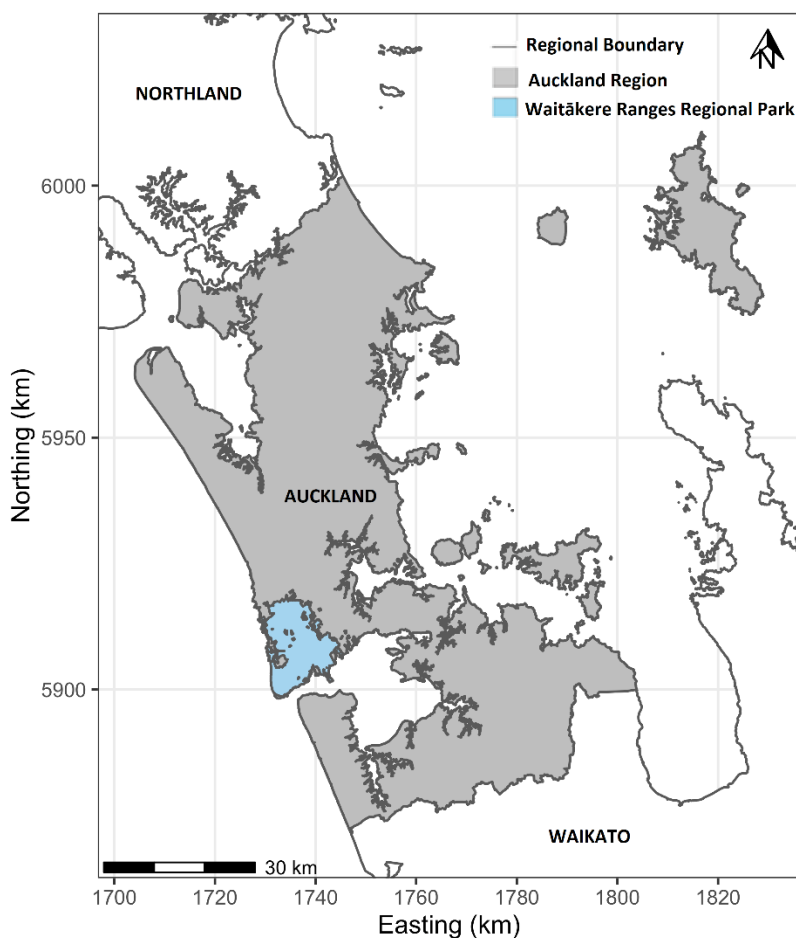 Regional Boundary
N
Auckland Region
Waitākere Ranges Regional Park
NORTHLAND
AUCKLAND
WAIKATO
6000
5950
5900
Northing (km)
30 km
1700 1720 1740 1760 1780 1800 1820
Easting (km)